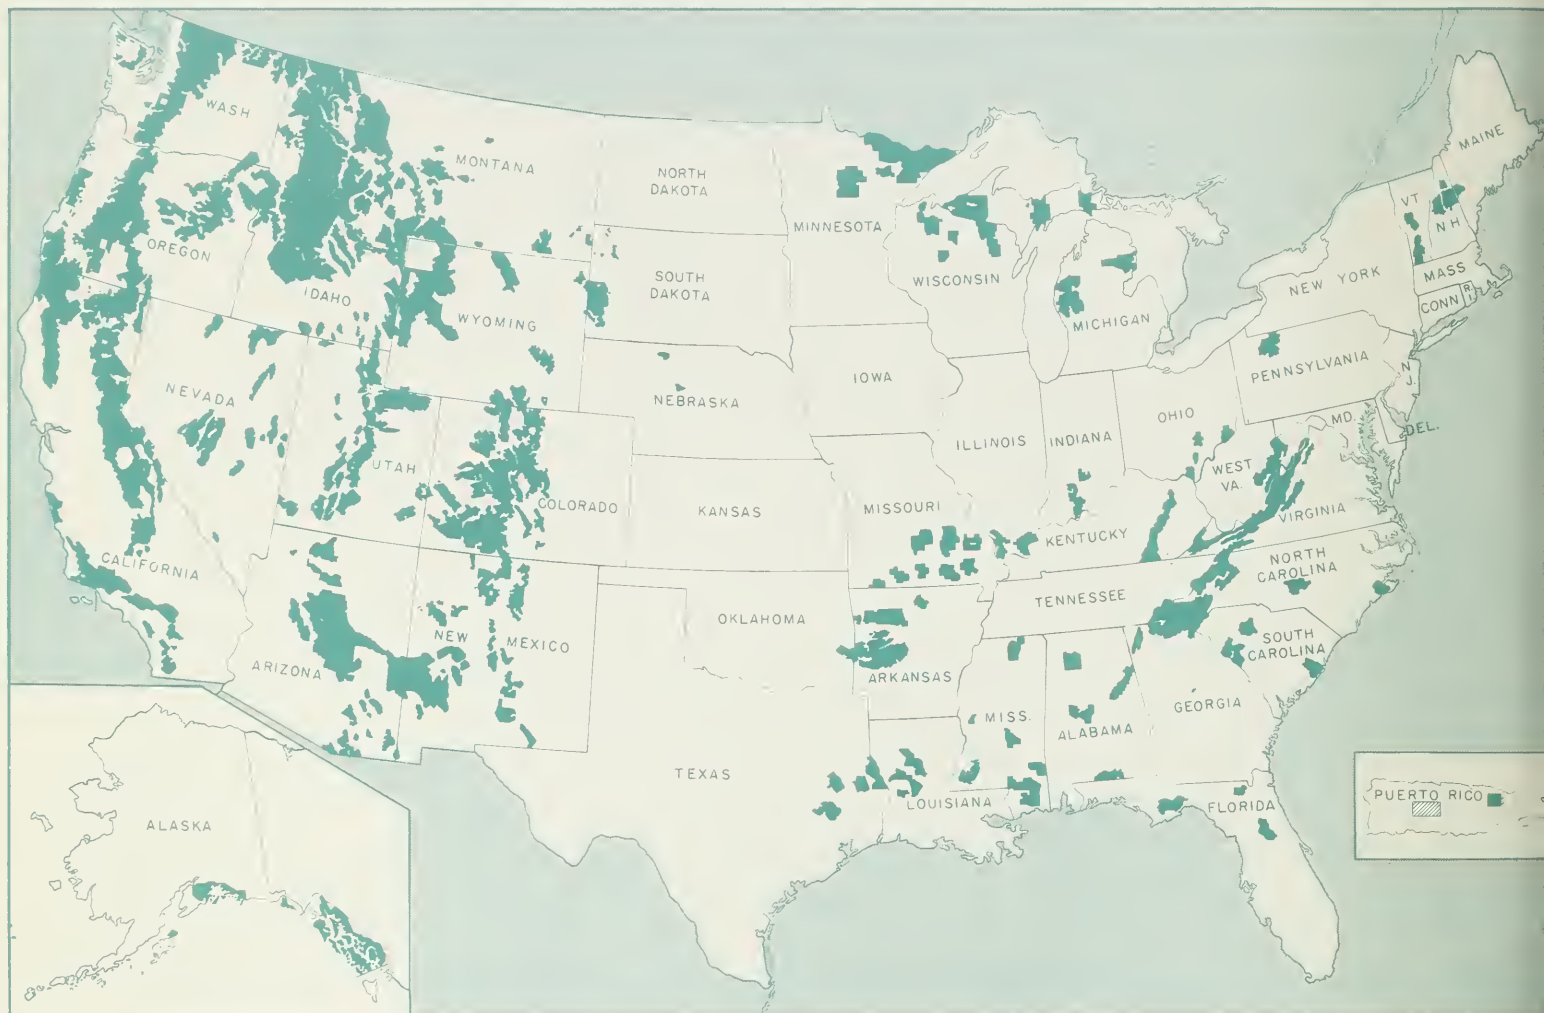 WASH
MONTANA
NORTH
DAKOTA
MINNESOTA
MAINE
VT
N H
OREGON
IDAHO
WYOMING
SOUTH
DAKOTA
WISCONSIN
MICHIGAN
NEW YORK
MASS
CONN
R.
I.
NEVADA
UTAH
COLORADO
NEBRASKA
IOWA
ILLINOIS
INDIANA
OHIO
PENNSYLVANIA
N
J.
MD.
DEL.
WEST
VA.
VIRGINIA
CALIFORNIA
KANSAS
MISSOURI
KENTUCKY
NORTH
CAROLINA
TENNESSEE
SOUTH
CAROLINA
ARIZONA
NEW MEXICO
OKLAHOMA
ARKANSAS
MISS.
ALABAMA
GEORGIA
TEXAS
LOUISIANA
FLORIDA
ALASKA
PUERTO RICO